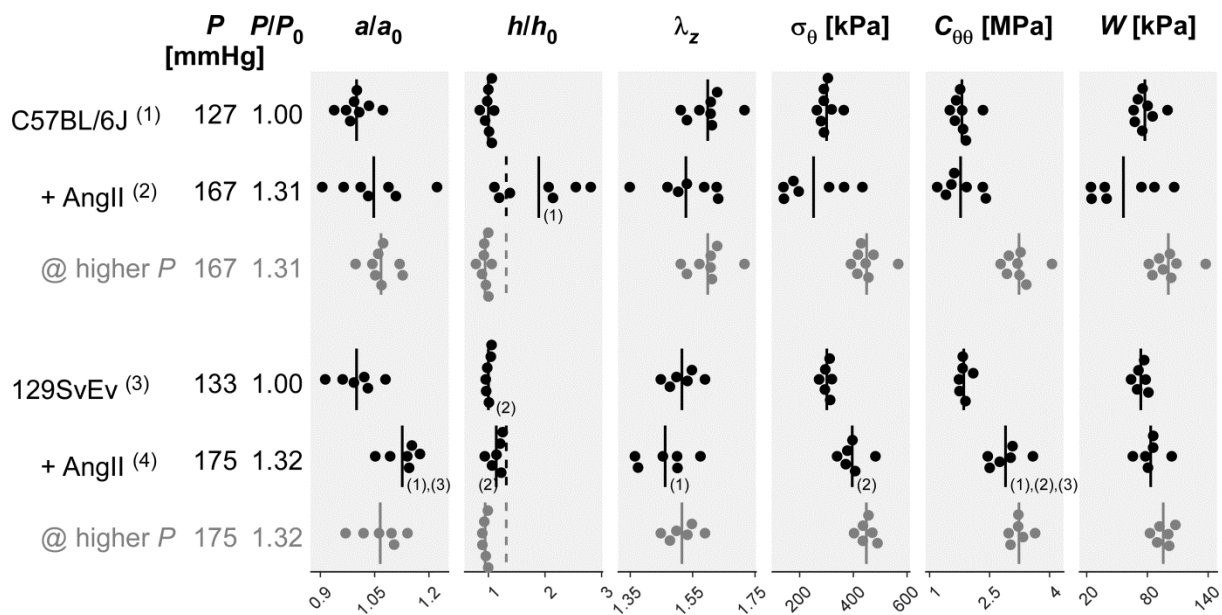 P P/P0 a/a0 h/h0 λz σθ [kPa] Cθθ [MPa] W [kPa]
[mmHg]
C57BL/6J (1) 127 1.00
+ AngII (2) 167 1.31
(1)
@ higher P 167 1.31
129SvEv (3) 133 1.00
(2)
+ AngII (4) 175 1.32
(1),(3) (2) (1) (2) (1),(2),(3)
@ higher P 175 1.32
0.9 1.05 1.2 1 2 3 1.35 1.55 1.75 200 400 600 1 2.5 4 20 80 140